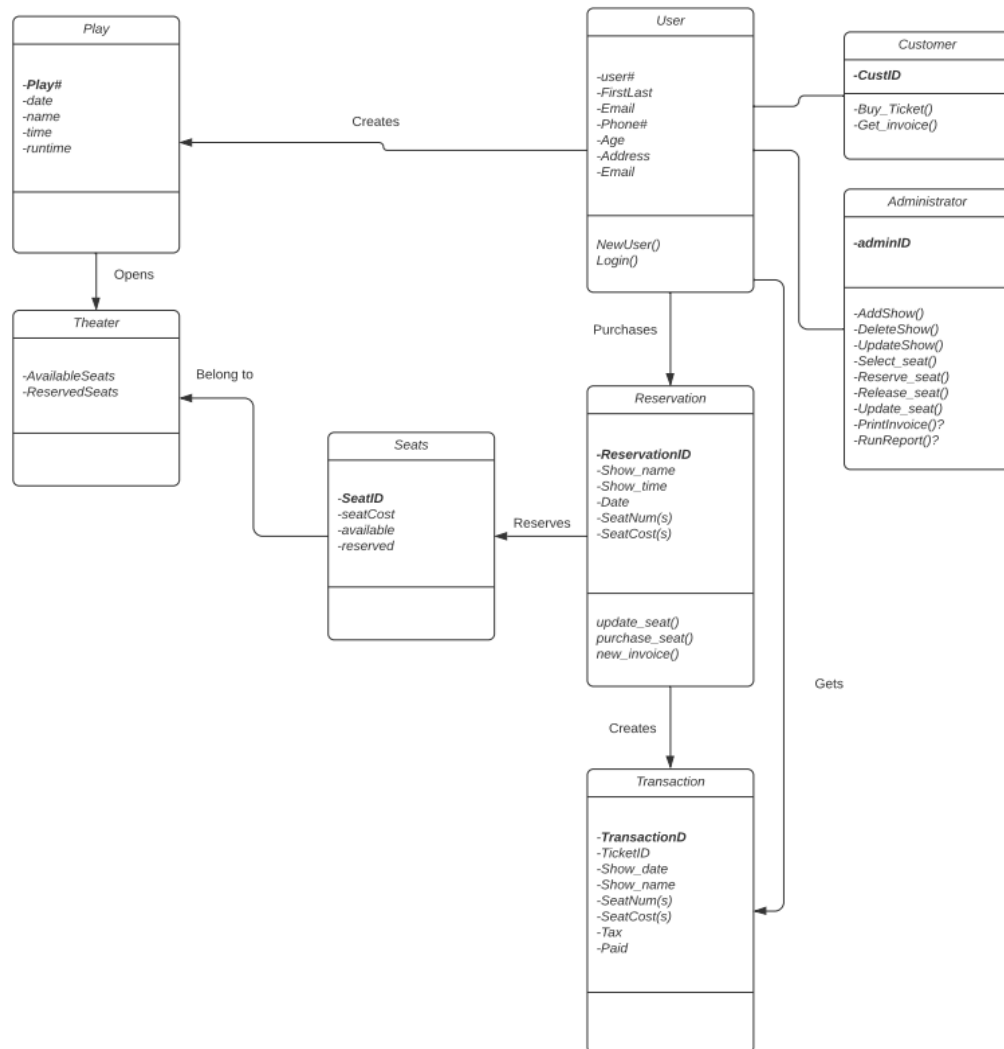 Play
-Play#
-date
-name
-time
-runtime
Creates
User
-user#
-FirstLast
-Email
-Phone#
-Age
-Address
-Email
NewUser()
Login()
Customer
-CustID
-Buy_Ticket()
-Get_invoice()
Administrator
-adminID
-AddShow()
-DeleteShow()
-UpdateShow()
-Select_seat()
-Reserve_seat()
-Release_seat()
-Update_seat()
-PrintInvoice()?
-RunReport()?
Opens
Theater
-AvailableSeats
-ReservedSeats
Belong to
Purchases
Seats
-SeatID
-seatCost
-available
-reserved
Reserves
Reservation
-ReservationID
-Show_name
-Show_time
-Date
-SeatNum(s)
-SeatCost(s)
update_seat()
purchase_seat()
new_invoice()
Gets
Creates
Transaction
-TransactionD
-TicketID
-Show_date
-Show_name
-SeatNum(s)
-SeatCost(s)
-Tax
-Paid